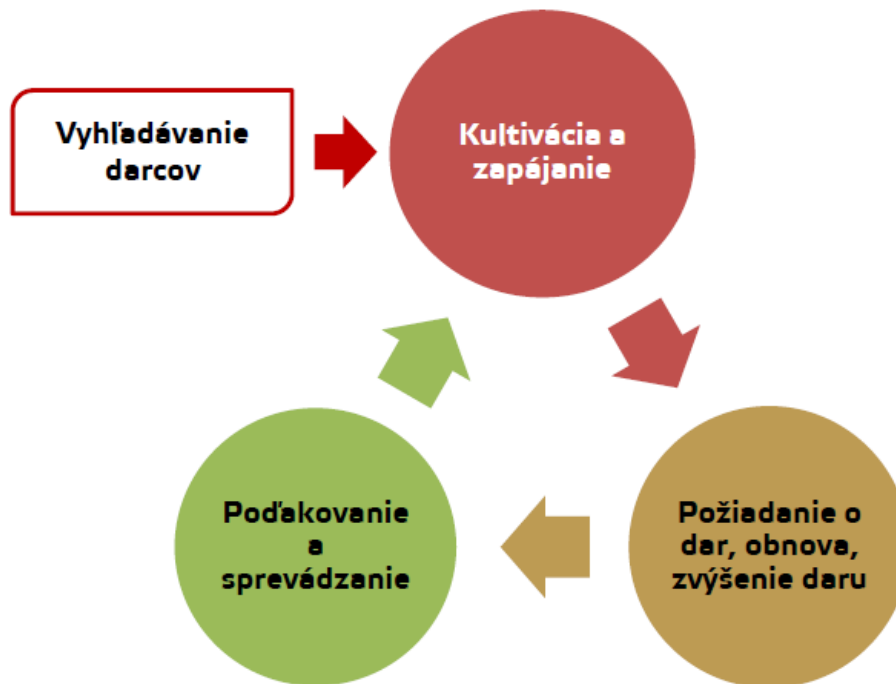 Vyhľadávanie
darcov
Kultivácia a
zapájanie
Požiadanie o
dar, obnova,
zvýšenie daru
Poďakovanie
a
sprevádzanie